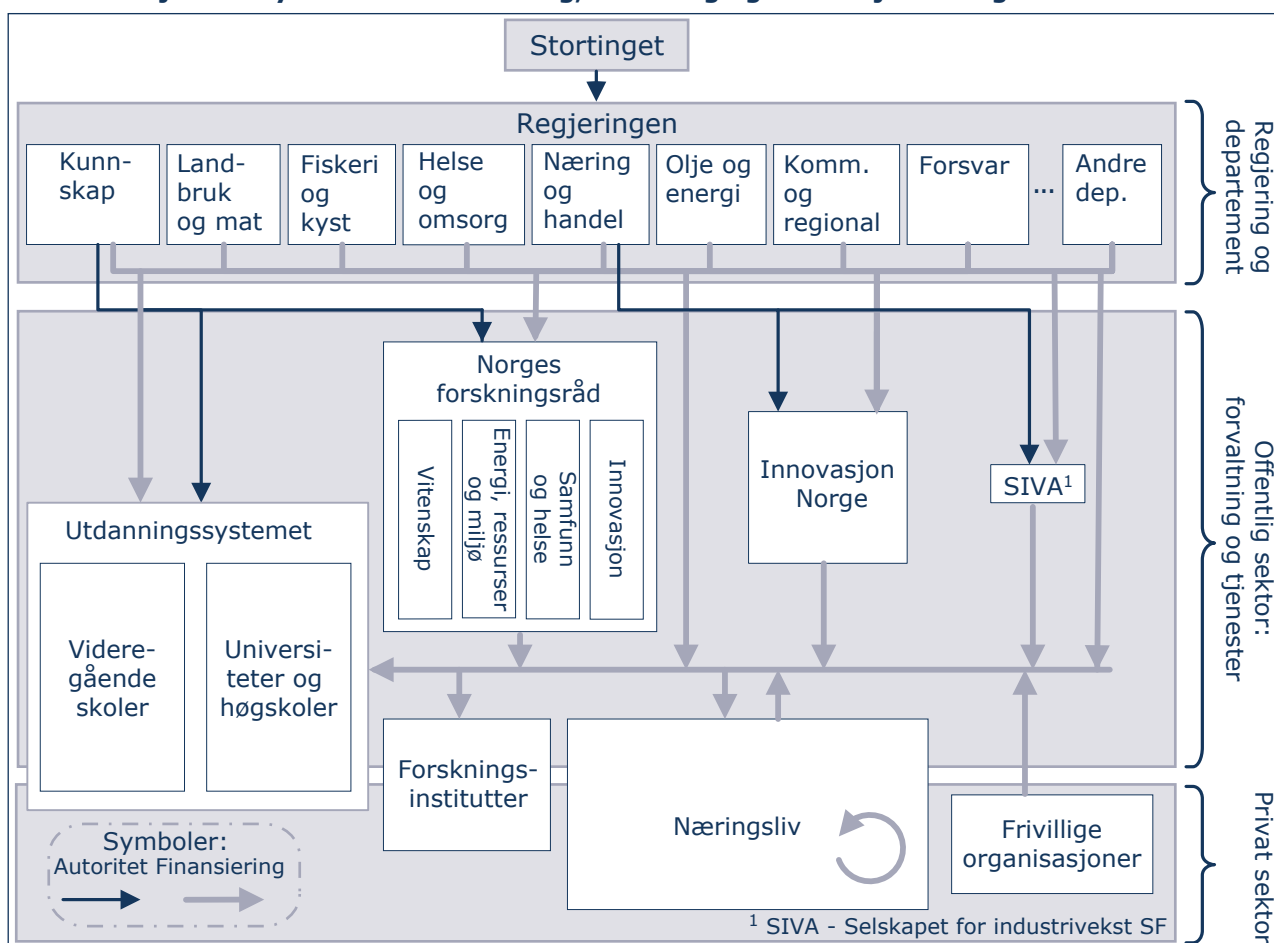 Stortinget
Regjeringen
Kunn-
skap
Land-
bruk
og mat
Fiskeri
og
kyst
Helse
og
omsorg
Næring
og
handel
Olje og
energi
Komm.
og
regional
Forsvar
...
Andre
dep.
Regjering og
departement
Norges
forskningsråd
Vitenskap
Energi, ressurser
og miljø
Samfunn
og helse
Innovasjon
Innovasjon
Norge
SIVA¹
Utdanningssystemet
Videre-
gående
skoler
Universi-
teter og
høgskoler
Offentlig sektor:
forvaltning og tjenester
Forsknings-
institutter
Næringsliv
Frivillige
organisasjoner
Privat sektor
Symboler:
Autoritet Finansiering
¹ SIVA - Selskapet for industrivekst SF